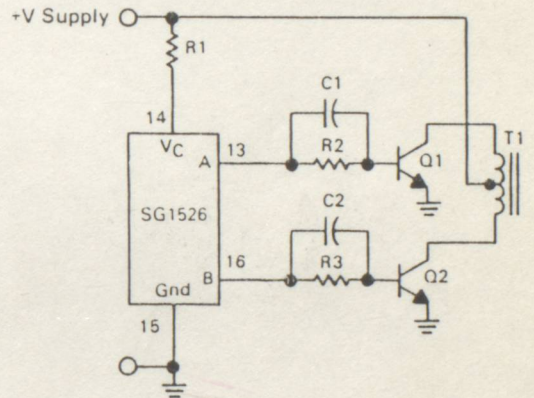 +V Supply
R1
14
C1
VC
A
13
R2
Q1
T1
SG1526
C2
B
16
R3
Q2
Gnd
15